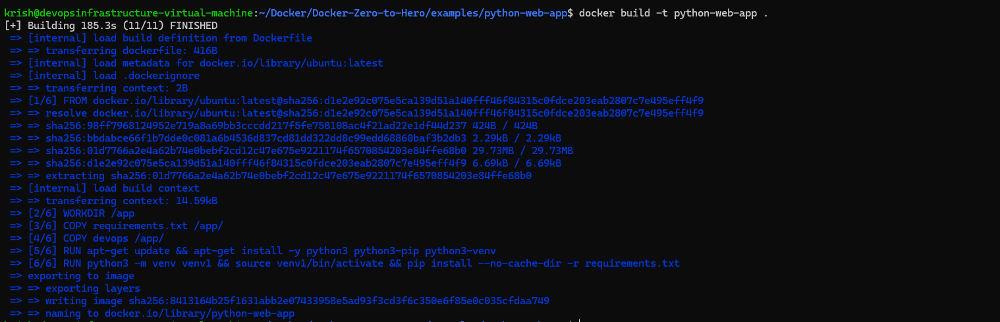 krish@devopsinfrastructure-virtual-machine:~/Docker/Docker-Zero-to-Hero/examples/python-web-app$ docker build -t python-web-app .
[+] Building 185.3s (11/11) FINISHED
=> [internal] load build definition from Dockerfile
=> => transferring dockerfile: 416B
=> [internal] load metadata for docker.io/library/ubuntu:latest
=> [internal] load .dockerignore
=> => transferring context: 2B
=> [1/6] FROM docker.io/library/ubuntu:latest@sha256:d1e2e92c075e5ca139d51a140fff46f84315c0fdce203eab2807c7e495eff4f9
=> => resolve docker.io/library/ubuntu:latest@sha256:d1e2e92c075e5ca139d51a140fff46f84315c0fdce203eab2807c7e495eff4f9
=> => sha256:98ff7968124952e719a8a69bb3cccdd217f5fe758108ac4f21ad22e1df44d237 424B / 424B
=> => sha256:bbdabce66f1b7dde0c081a6b4536d837cd81dd322dd8c99edd68860baf3b2db3 2.29kB / 2.29kB
=> => sha256:01d7766a2e4a62b74e0bebf2cd12c47e675e9221174f6570854203e84ffe68b0 29.73MB / 29.73MB
=> => sha256:d1e2e92c075e5ca139d51a140fff46f84315c0fdce203eab2807c7e495eff4f9 6.69kB / 6.69kB
=> => extracting sha256:01d7766a2e4a62b74e0bebf2cd12c47e675e9221174f6570854203e84ffe68b0
=> [internal] load build context
=> => transferring context: 14.59kB
=> [2/6] WORKDIR /app
=> [3/6] COPY requirements.txt /app/
=> [4/6] COPY devops /app/
=> [5/6] RUN apt-get update && apt-get install -y python3 python3-pip python3-venv
=> [6/6] RUN python3 -m venv venv1 && source venv1/bin/activate && pip install --no-cache-dir -r requirements.txt
=> exporting to image
=> => exporting layers
=> => writing image sha256:8413164b25f1631abb2e07433958e5ad93f3cd3f6c350e6f85e0c035cfdaa749
=> => naming to docker.io/library/python-web-app